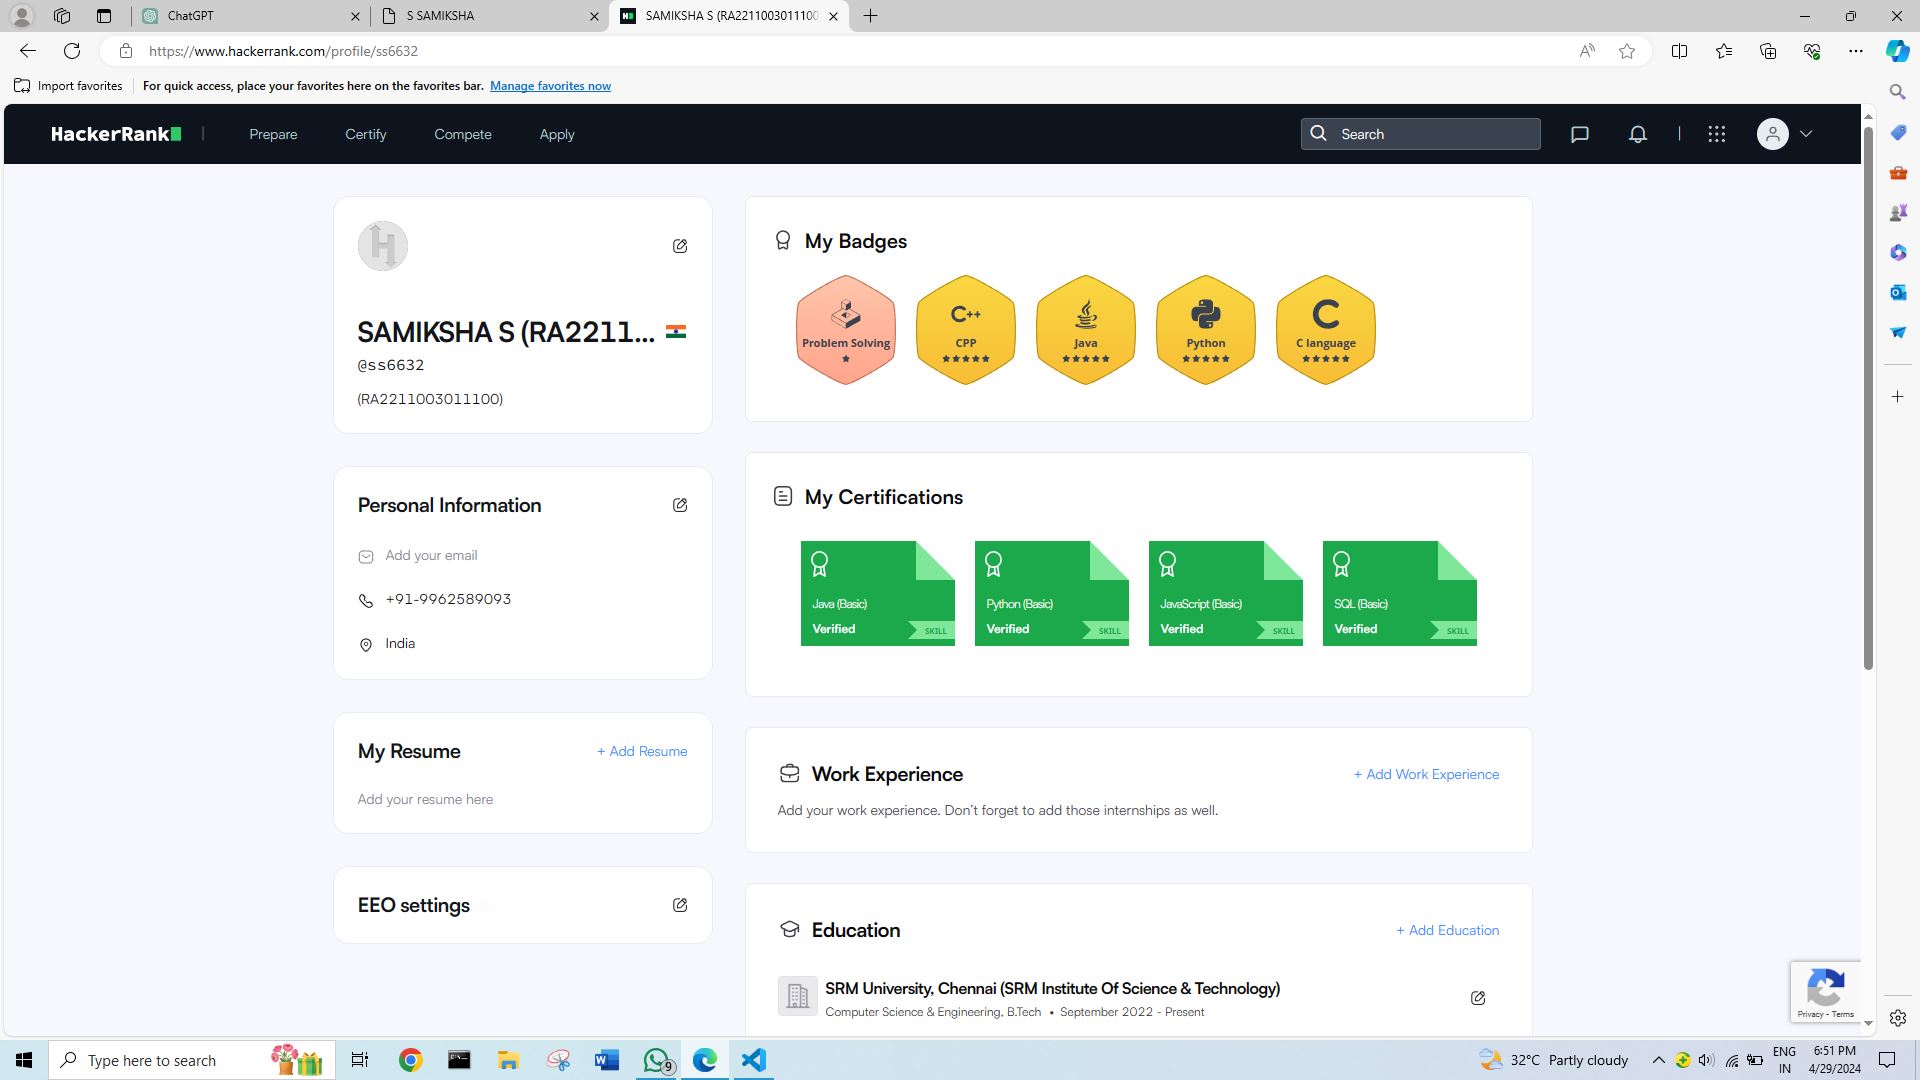 ChatGPT
S SAMIKSHA
SAMIKSHA S (RA2211003011100
https://www.hackerrank.com/profile/ss6632
Import favorites
For quick access, place your favorites here on the favorites bar. Manage favorites now
HackerRank
Prepare
Certify
Compete
Apply
Search
SAMIKSHA S (RA2211...
@ss6632
(RA2211003011100)
Personal Information
Add your email
+91-9962589093
India
My Resume
+ Add Resume
Add your resume here
EEO settings
My Badges
Problem Solving
C++
CPP
Java
Python
C
C language
My Certifications
Java (Basic)
Verified
SKILL
Python (Basic)
Verified
SKILL
JavaScript (Basic)
Verified
SKILL
SQL (Basic)
Verified
SKILL
Work Experience
+ Add Work Experience
Add your work experience. Don't forget to add those internships as well.
Education
+ Add Education
SRM University, Chennai (SRM Institute Of Science & Technology)
Computer Science & Engineering, B.Tech • September 2022 - Present
Privacy - Terms
Type here to search
9
32°C Partly cloudy
ENG
IN
6:51 PM
4/29/2024